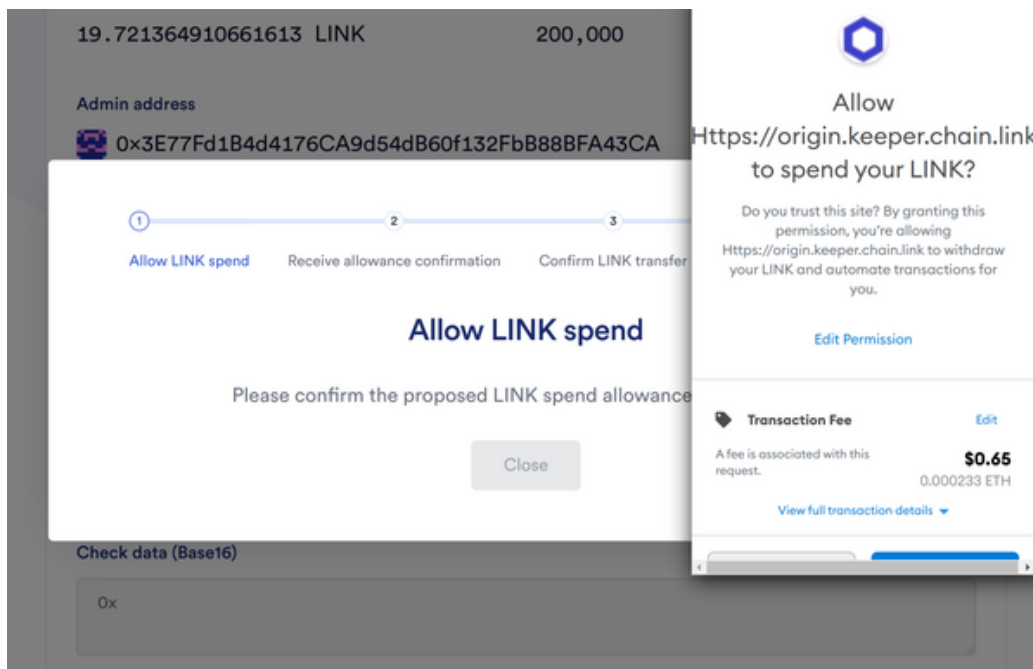 19.721364910661613 LINK
200,000
Admin address
0x3E77Fd1B4d4176CA9d54dB60f132FbB88BFA43CA
1
2
3
Allow LINK spend
Receive allowance confirmation
Confirm LINK transfer
Allow LINK spend
Please confirm the proposed LINK spend allowance
Close
Check data (Base16)
0x
Allow
Https://origin.keeper.chain.link
to spend your LINK?
Do you trust this site? By granting this
permission, you're allowing
Https://origin.keeper.chain.link to withdraw
your LINK and automate transactions for
you.
Edit Permission
Transaction Fee
Edit
A fee is associated with this
request.
$0.65
0.000233 ETH
View full transaction details